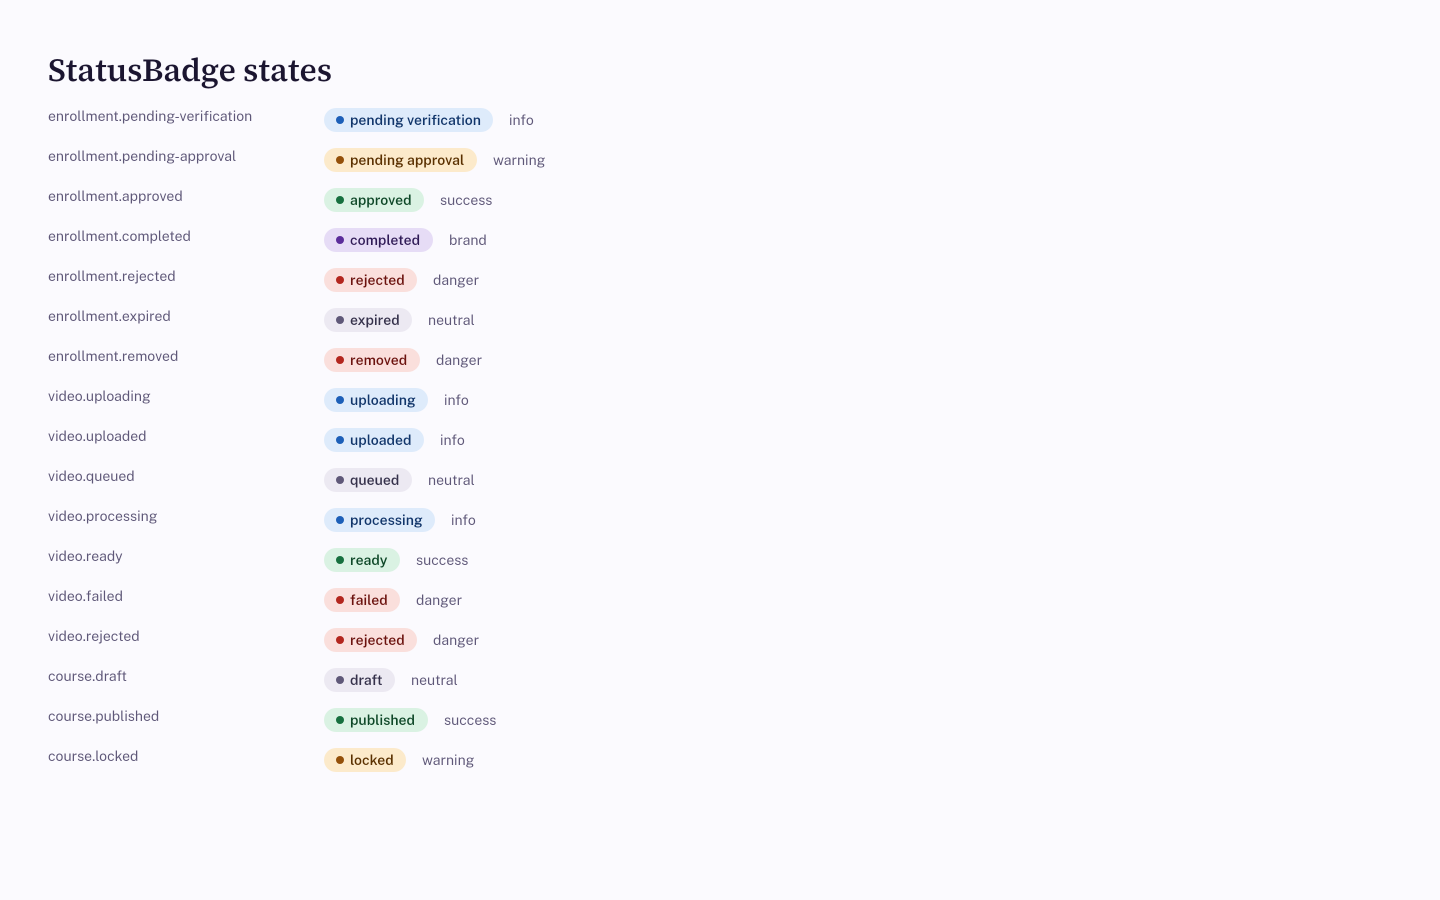 StatusBadge states
enrollment.pending-verification pending verification info
enrollment.pending-approval pending approval warning
enrollment.approved approved success
enrollment.completed completed brand
enrollment.rejected rejected danger
enrollment.expired expired neutral
enrollment.removed removed danger
video.uploading uploading info
video.uploaded uploaded info
video.queued queued neutral
video.processing processing info
video.ready ready success
video.failed failed danger
video.rejected rejected danger
course.draft draft neutral
course.published published success
course.locked locked warning